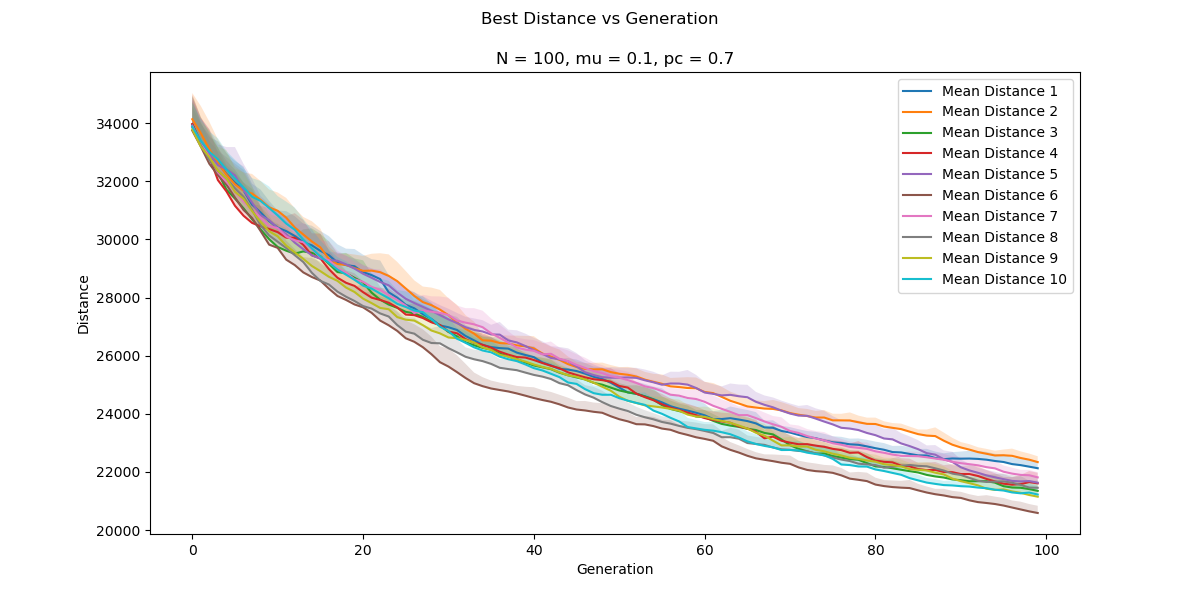 Best Distance vs Generation
N = 100, mu = 0.1, pc = 0.7
Distance
34000
32000
30000
28000
26000
24000
22000
20000
0
20
40
60
80
100
Generation
Mean Distance 1
Mean Distance 2
Mean Distance 3
Mean Distance 4
Mean Distance 5
Mean Distance 6
Mean Distance 7
Mean Distance 8
Mean Distance 9
Mean Distance 10